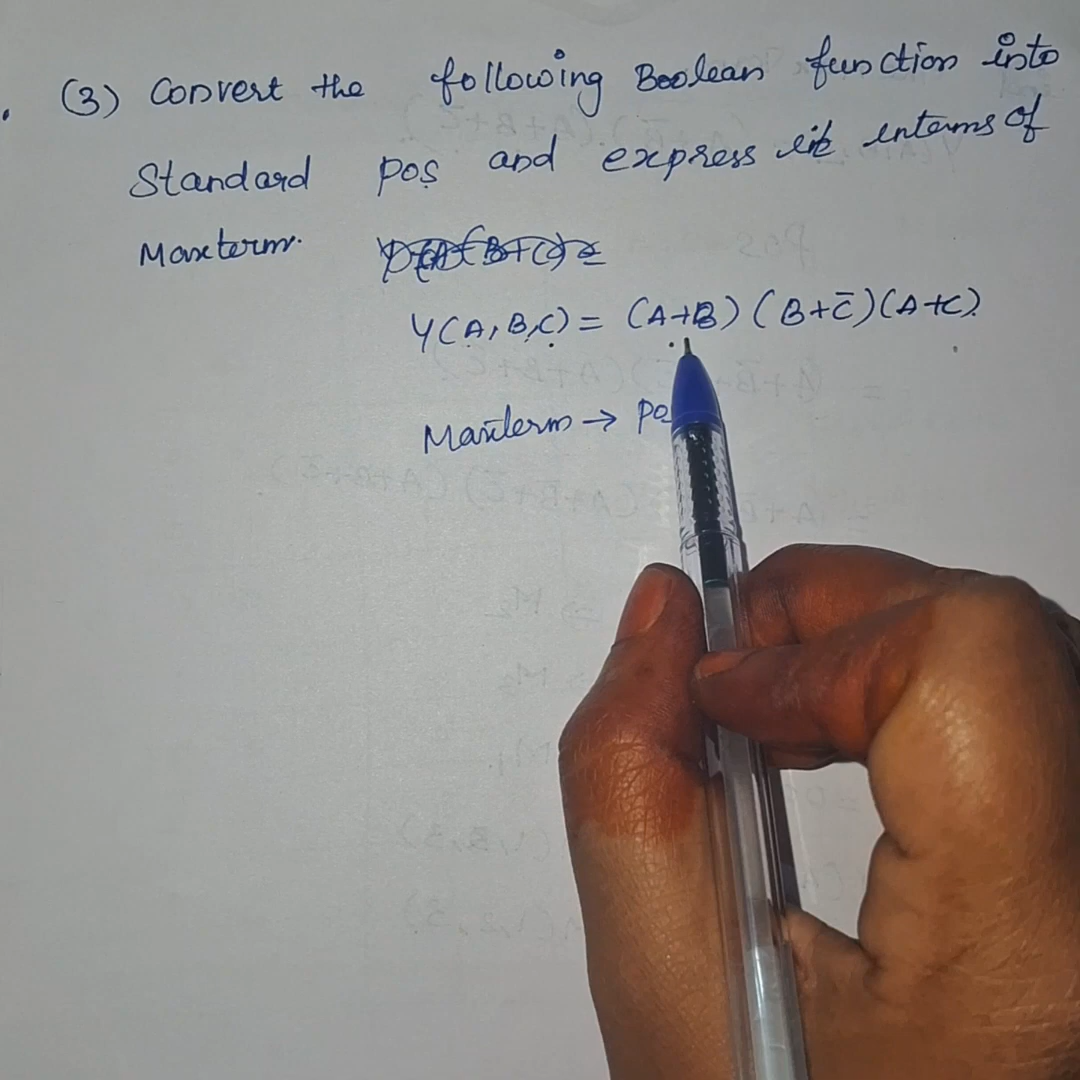 (3) Convert the following Boolean function into
Standard POS and express it interms of
Maxterm.
Y(A, B, C) = (A+B) (B+C̄) (A+C).
Maxterm → Po